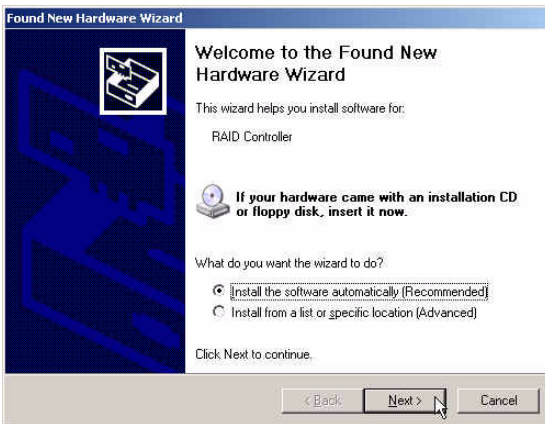 Found New Hardware Wizard
Welcome to the Found New
Hardware Wizard
This wizard helps you install software for:
RAID Controller
If your hardware came with an installation CD
or floppy disk, insert it now.
What do you want the wizard to do?
Install the software automatically (Recommended)
Install from a list or specific location (Advanced)
Click Next to continue.
< Back Next > Cancel